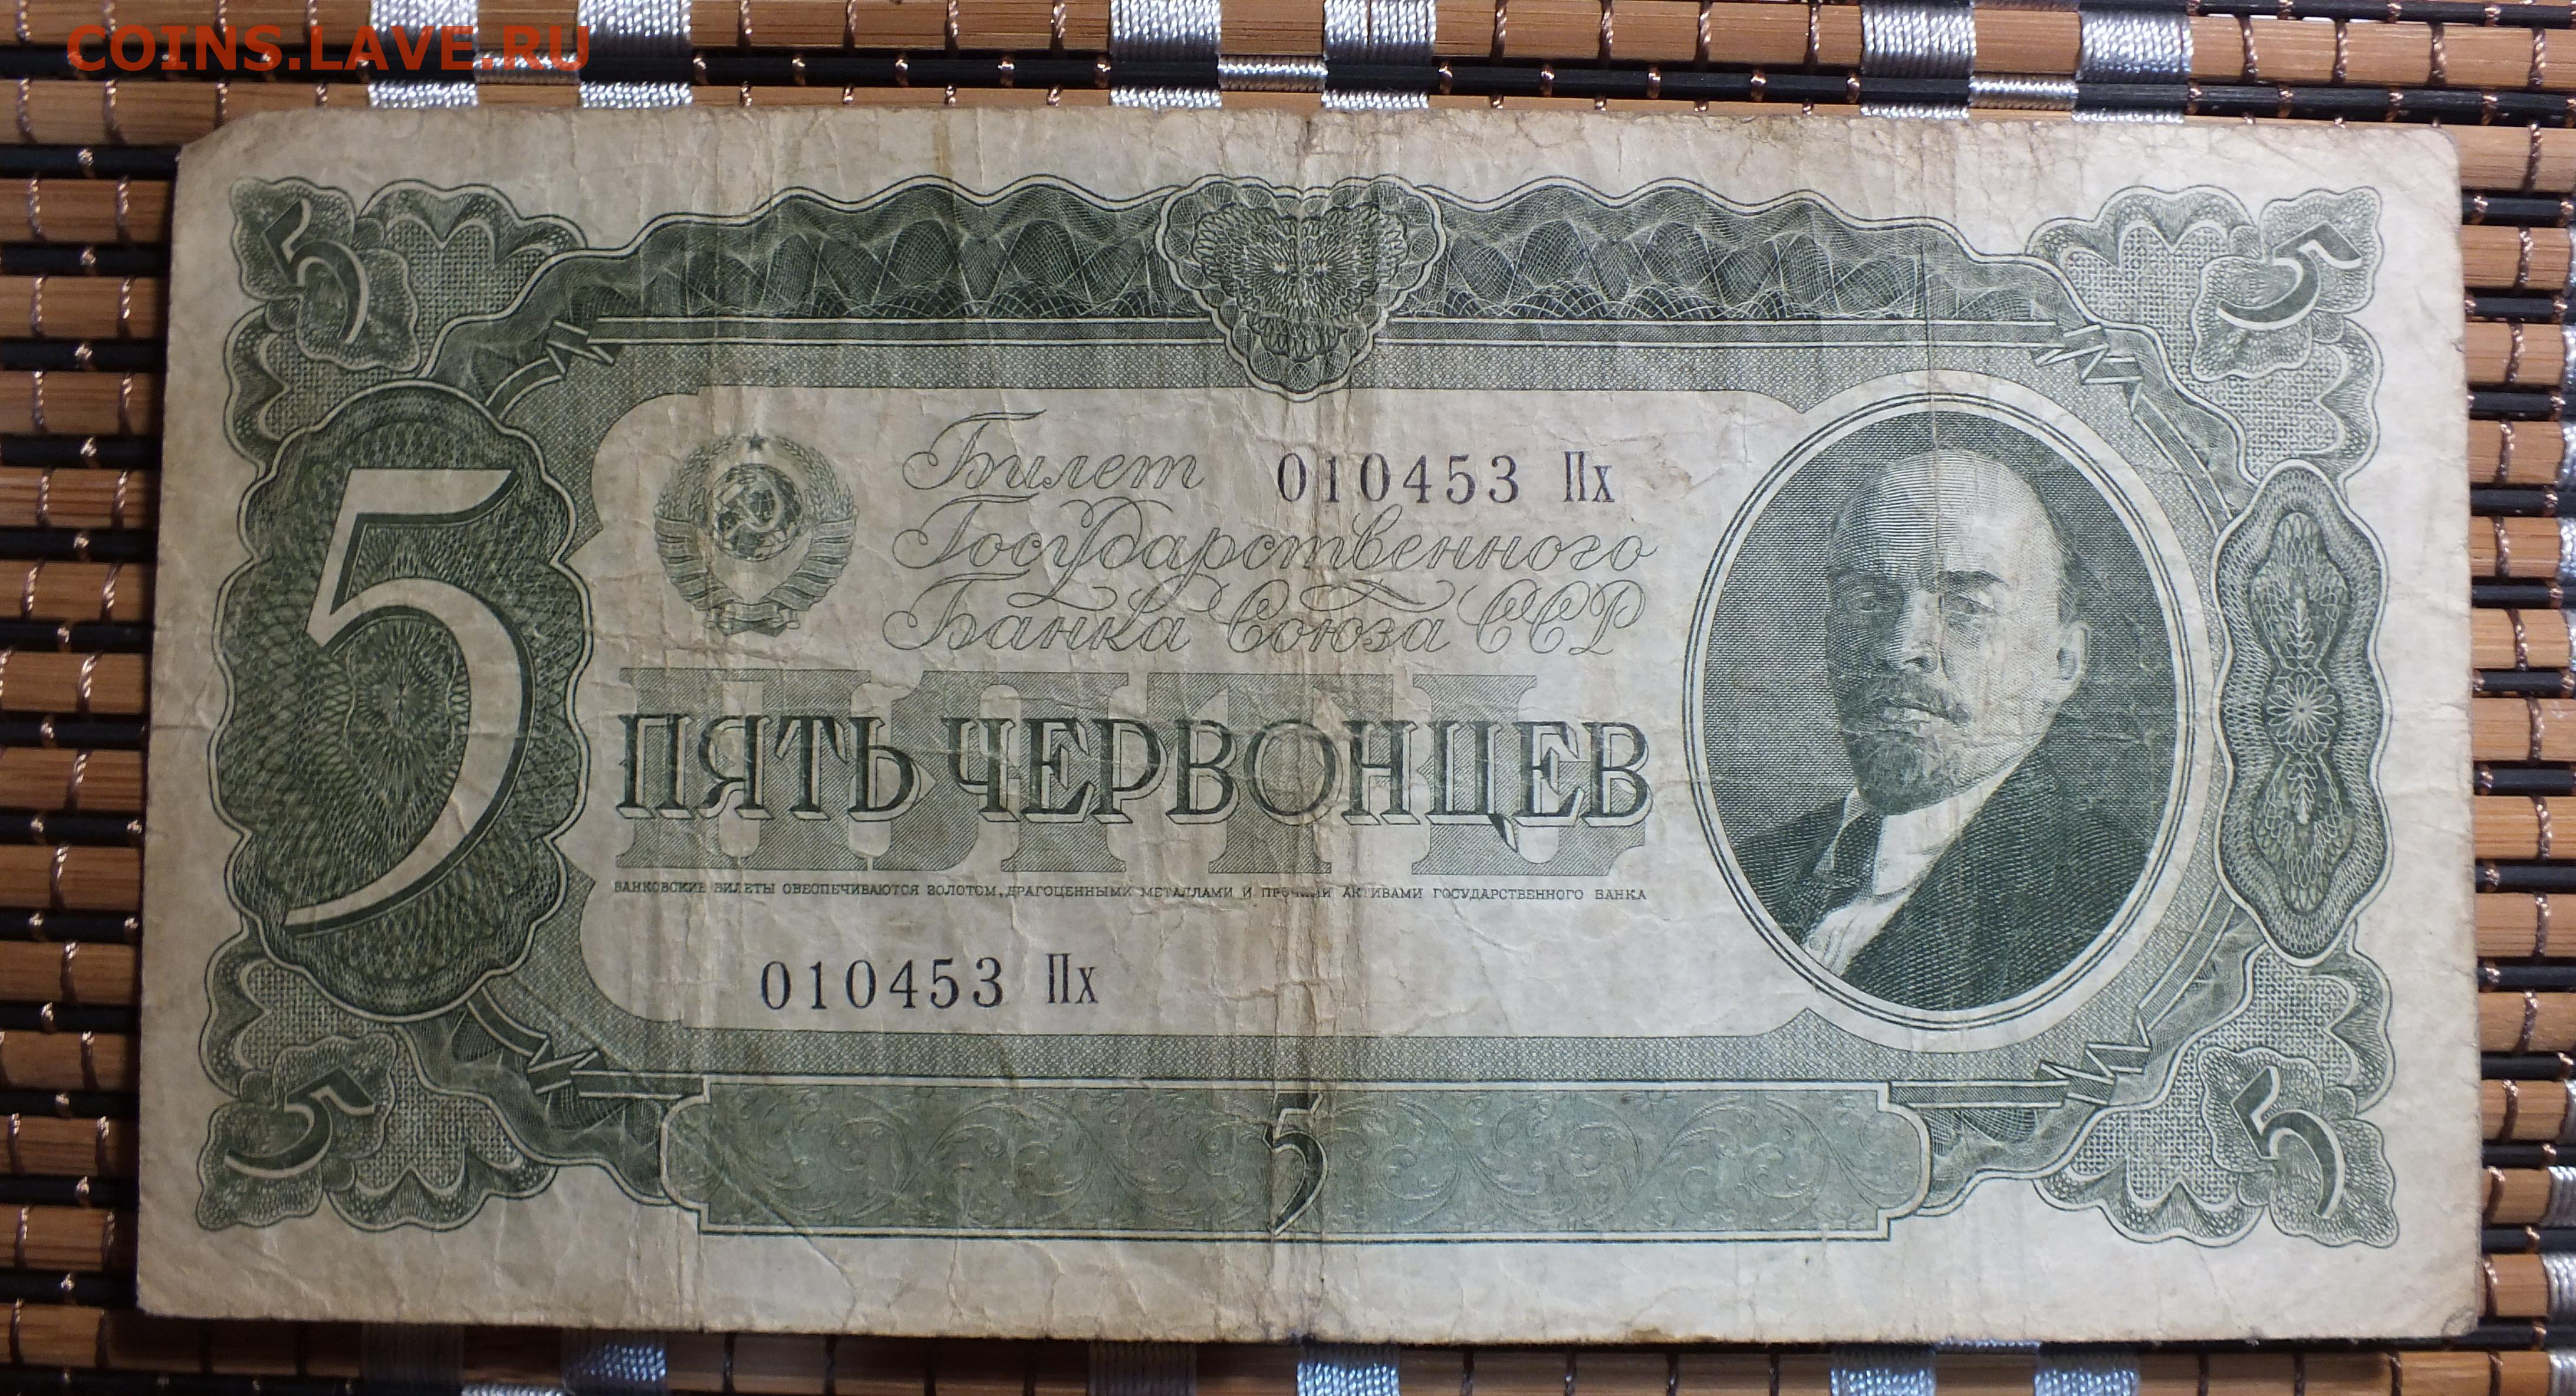 COINS.LAVE.RU
5
5
Билет 010453 Пх
Государственного
Банка Союза ССР
5
ПЯТЬ
ПЯТЬ ЧЕРВОНЦЕВ
БАНКОВСКИЕ БИЛЕТЫ ОБЕСПЕЧИВАЮТСЯ ЗОЛОТОМ, ДРАГОЦЕННЫМИ МЕТАЛЛАМИ И ПРОЧИМИ АКТИВАМИ ГОСУДАРСТВЕННОГО БАНКА
010453 Пх
5
5
5